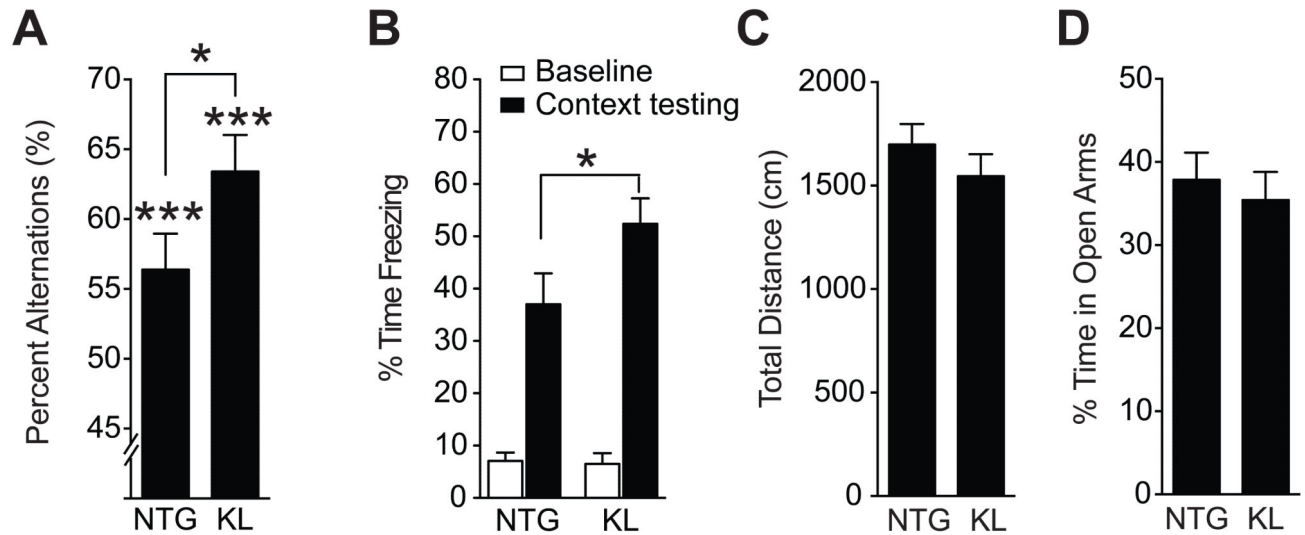 A
Percent Alternations (%)
70
65
60
55
50
45
*
***
***
NTG KL
B
% Time Freezing
80
70
60
50
40
30
20
10
0
Baseline
Context testing
*
NTG KL
C
Total Distance (cm)
2000
1500
1000
500
0
NTG KL
D
% Time in Open Arms
50
40
30
20
10
0
NTG KL